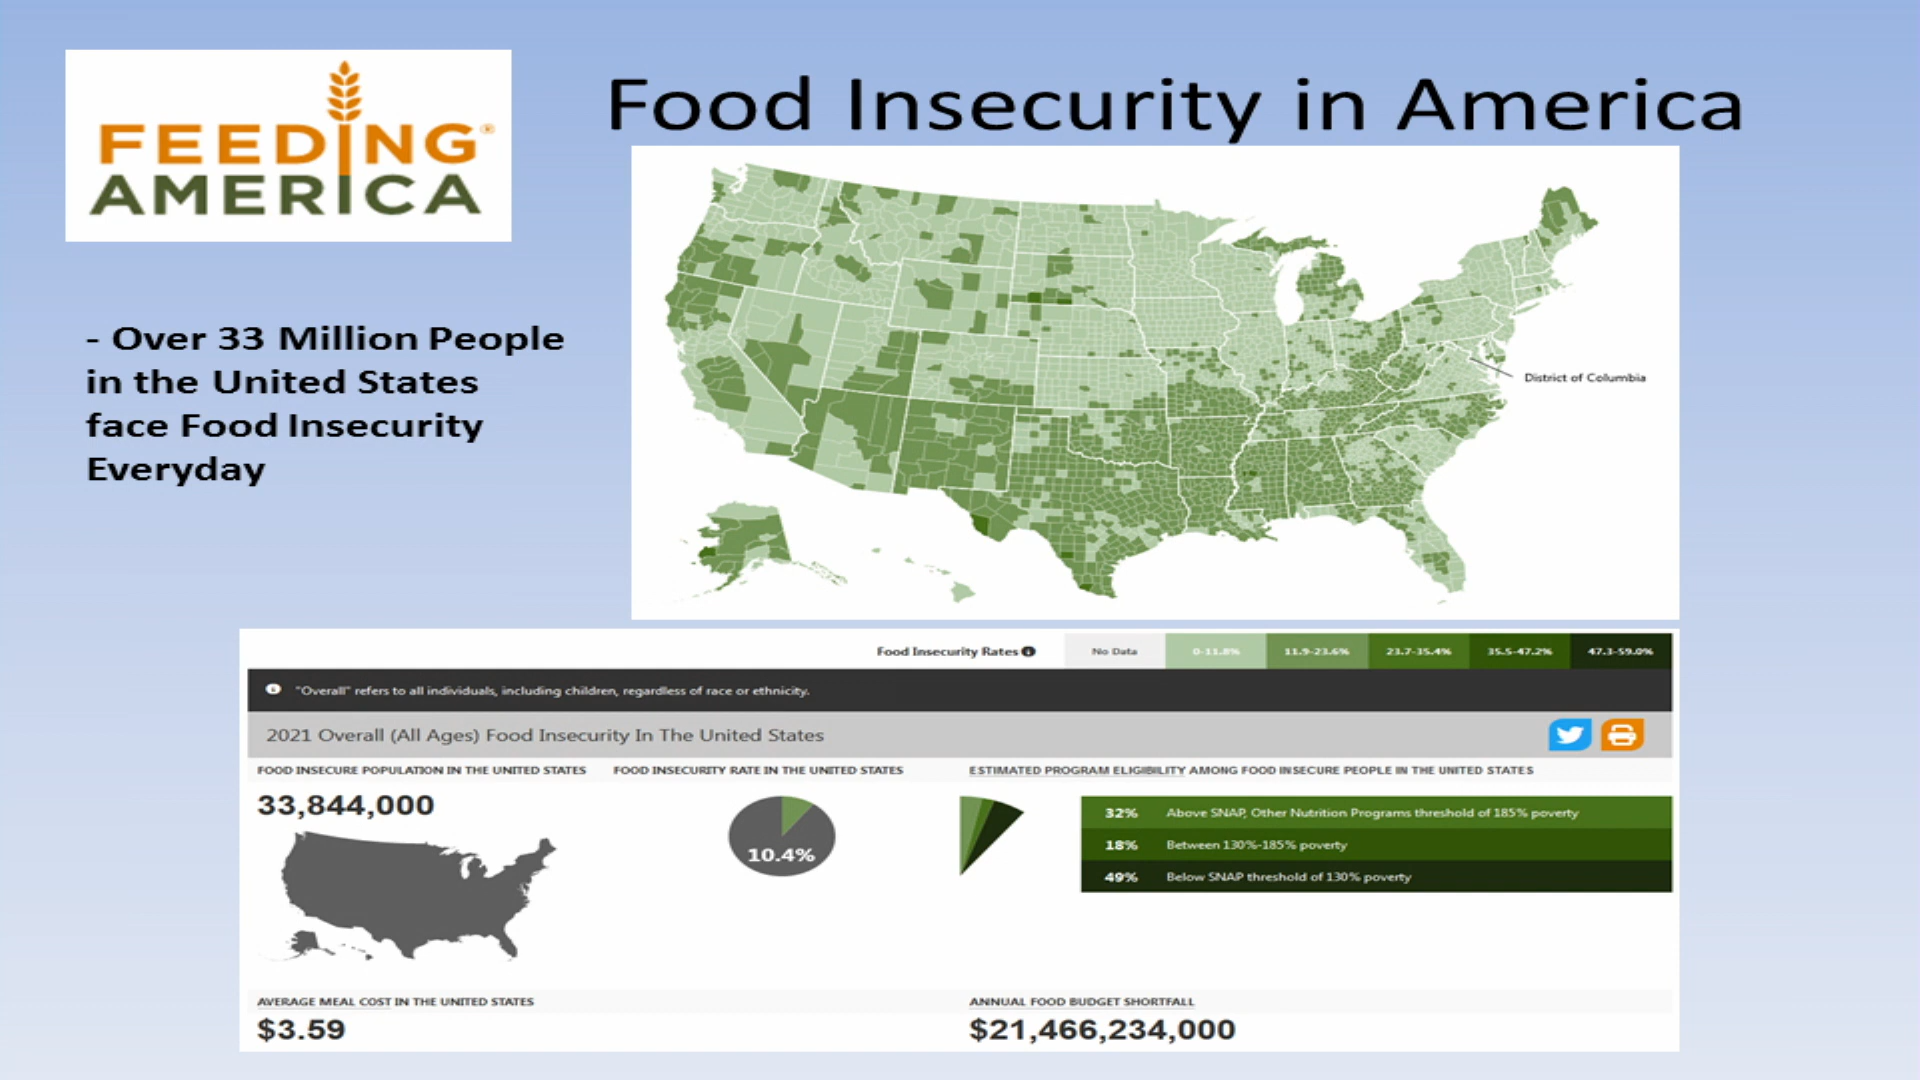 FEEDING®
AMERICA
Food Insecurity in America
- Over 33 Million People
in the United States
face Food Insecurity
Everyday
District of Columbia
Food Insecurity Rates No Data 0-11.8% 11.9-23.6% 23.7-35.4% 35.5-47.2% 47.3-59.0%
"Overall" refers to all individuals, including children, regardless of race or ethnicity.
2021 Overall (All Ages) Food Insecurity In The United States
FOOD INSECURE POPULATION IN THE UNITED STATES
33,844,000
FOOD INSECURITY RATE IN THE UNITED STATES
10.4%
ESTIMATED PROGRAM ELIGIBILITY AMONG FOOD INSECURE PEOPLE IN THE UNITED STATES
32% Above SNAP, Other Nutrition Programs threshold of 185% poverty
18% Between 130%-185% poverty
49% Below SNAP threshold of 130% poverty
AVERAGE MEAL COST IN THE UNITED STATES
$3.59
ANNUAL FOOD BUDGET SHORTFALL
$21,466,234,000